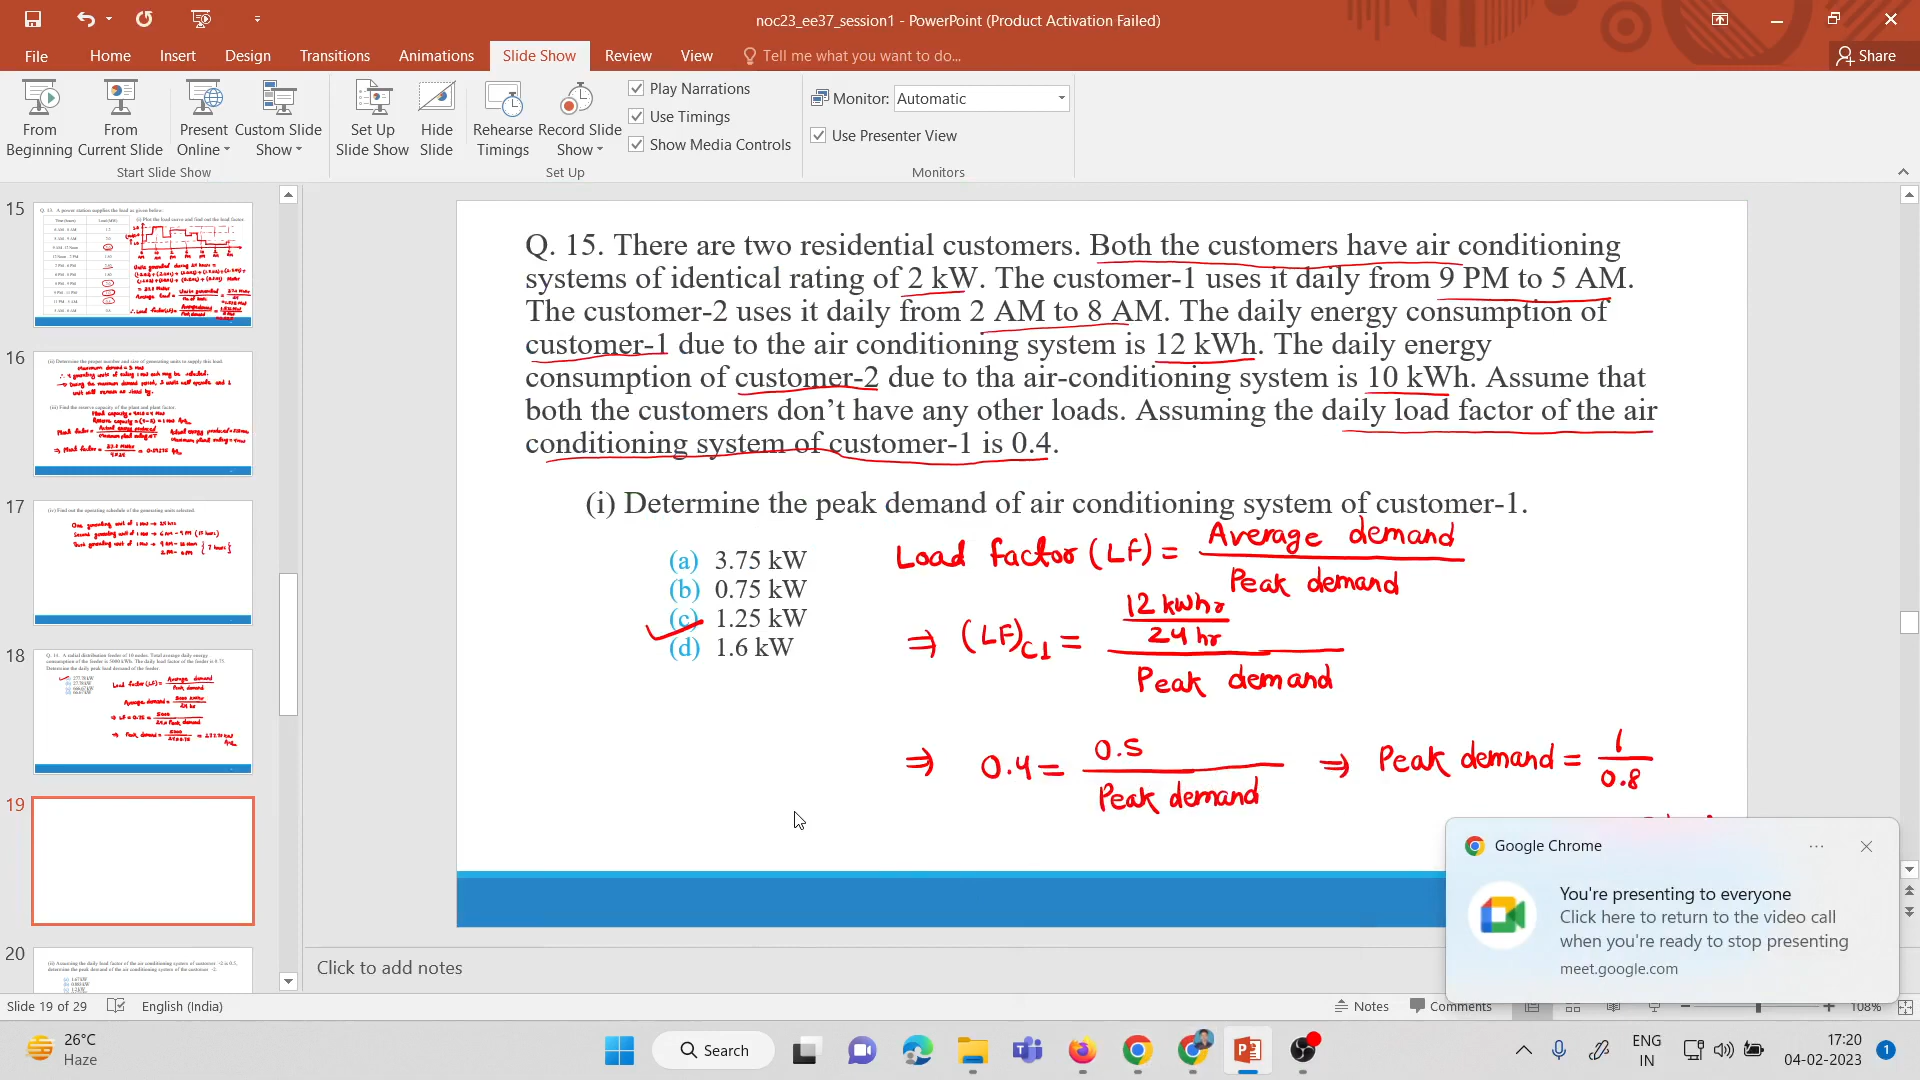 noc23_ee37_session1 - PowerPoint (Product Activation Failed)
File Home Insert Design Transitions Animations Slide Show Review View Tell me what you want to do... Share
From Beginning
From Current Slide
Present Online
Custom Slide Show
Start Slide Show
Set Up Slide Show
Hide Slide
Rehearse Timings
Record Slide Show
Play Narrations
Use Timings
Show Media Controls
Set Up
Monitor: Automatic
Use Presenter View
Monitors
15
16
17
18
19
20
Q. 15. There are two residential customers. Both the customers have air conditioning
systems of identical rating of 2 kW. The customer-1 uses it daily from 9 PM to 5 AM.
The customer-2 uses it daily from 2 AM to 8 AM. The daily energy consumption of
customer-1 due to the air conditioning system is 12 kWh. The daily energy
consumption of customer-2 due to tha air-conditioning system is 10 kWh. Assume that
both the customers don't have any other loads. Assuming the daily load factor of the air
conditioning system of customer-1 is 0.4.
(i) Determine the peak demand of air conditioning system of customer-1.
(a) 3.75 kW
(b) 0.75 kW
(c) 1.25 kW
(d) 1.6 kW
Load factor (LF) = Average demand
Peak demand
⇒ (LF)C1 = 12 kWhr
24 hr
Peak demand
⇒ 0.4 = 0.5
Peak demand
⇒ Peak demand = 1
0.8
Google Chrome
You're presenting to everyone
Click here to return to the video call
when you're ready to stop presenting
meet.google.com
Click to add notes
Slide 19 of 29 English (India) Notes Comments 108%
26°C
Haze
Search
ENG
IN
17:20
04-02-2023
1